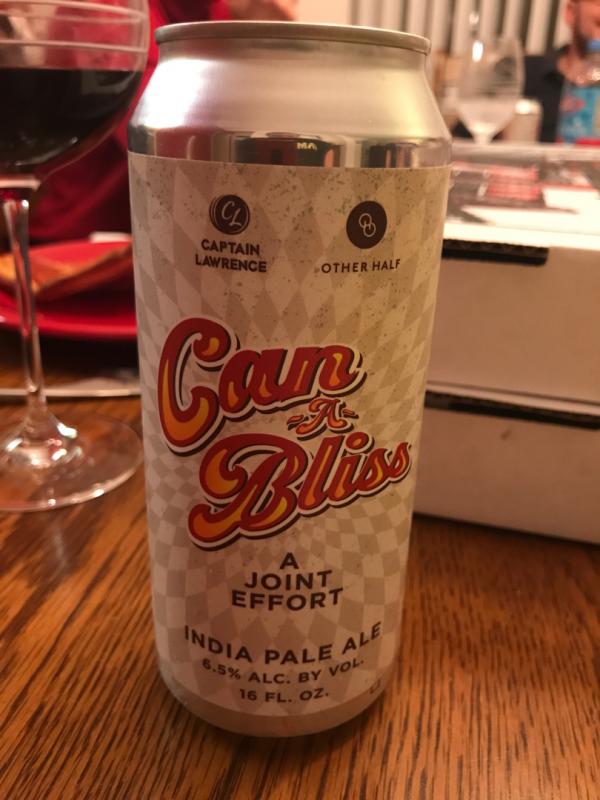 CL
CAPTAIN
LAWRENCE
OH
OTHER HALF
Can
-A-
Bliss
A
JOINT
EFFORT
INDIA PALE ALE
6.5% ALC. BY VOL.
16 FL. OZ.